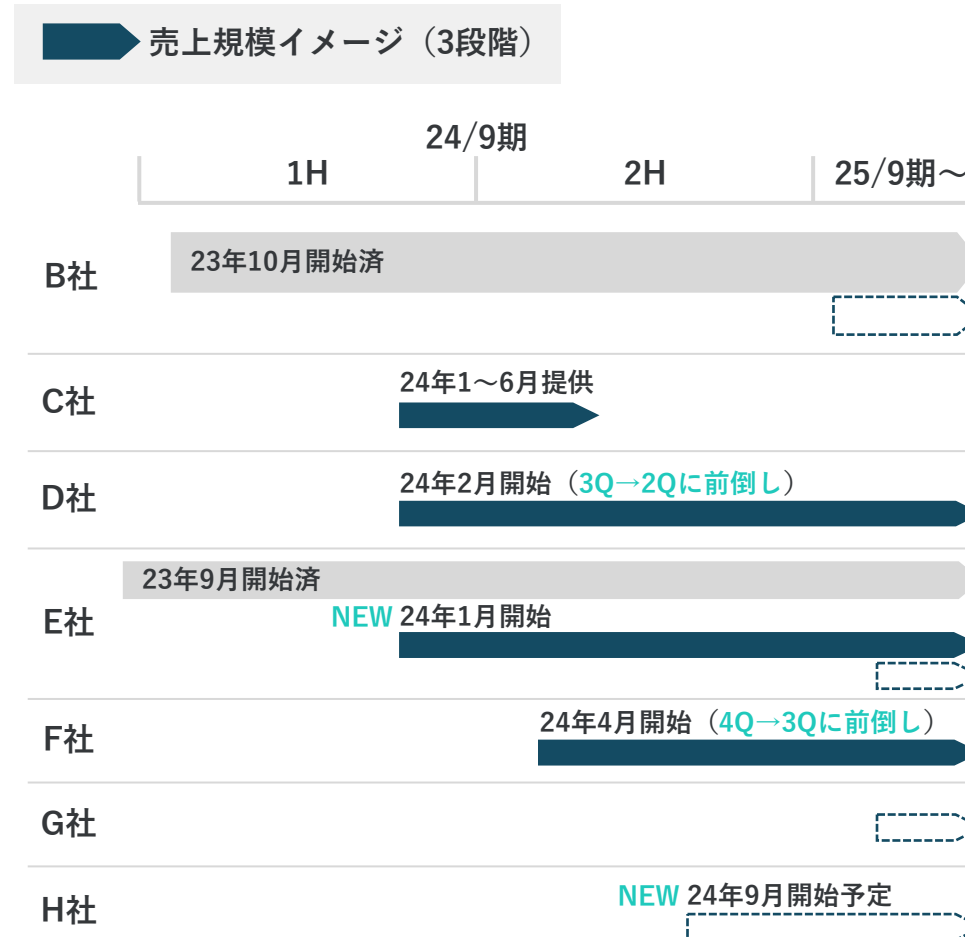 売上規模イメージ（3段階）
24/9期
1H
2H
25/9期～
B社
23年10月開始済
C社
24年1～6月提供
D社
24年2月開始（3Q→2Qに前倒し）
E社
23年9月開始済
NEW 24年1月開始
F社
24年4月開始（4Q→3Qに前倒し）
G社
H社
NEW 24年9月開始予定